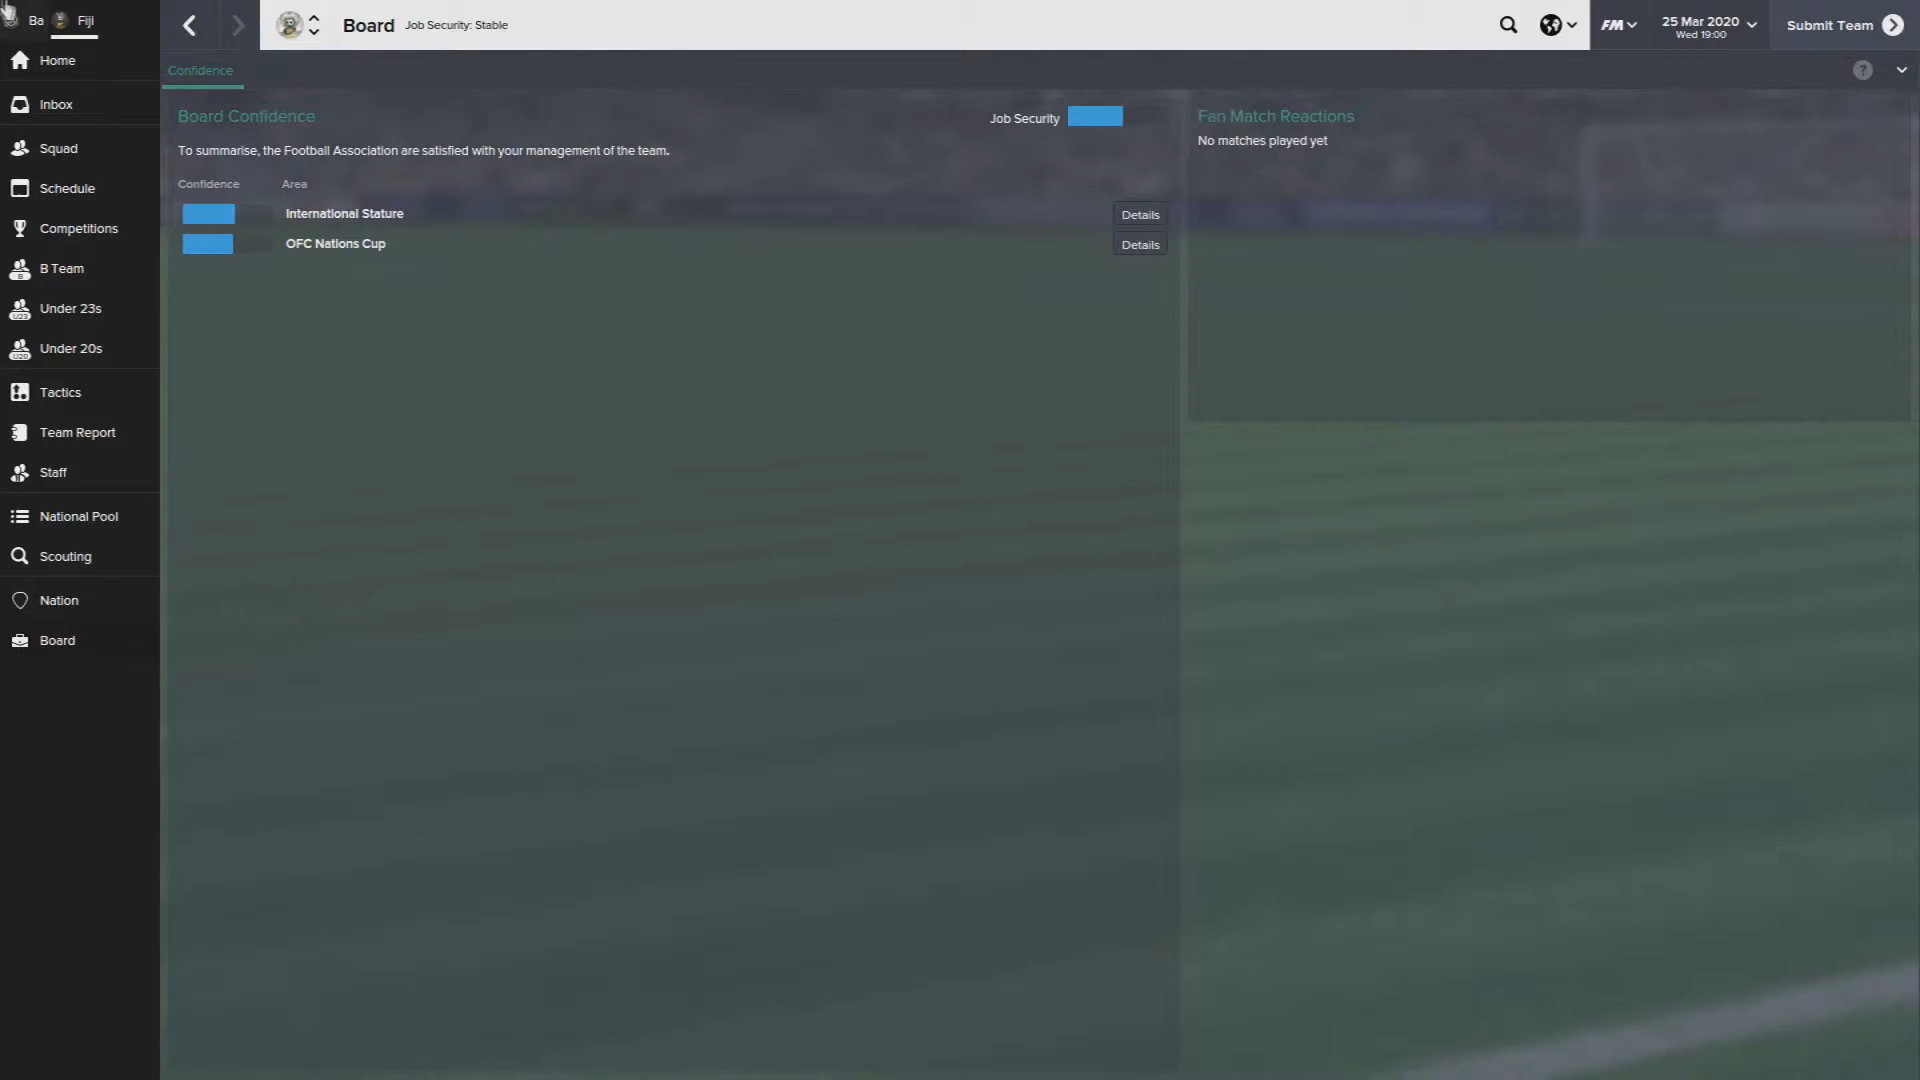 Ba
Fiji
Board
Job Security: Stable
FM
25 Mar 2020
Wed 19:00
Submit Team
Home
Inbox
Squad
Schedule
Competitions
B Team
Under 23s
Under 20s
Tactics
Team Report
Staff
National Pool
Scouting
Nation
Board
Confidence
?
Board Confidence
Job Security
To summarise, the Football Association are satisfied with your management of the team.
Confidence Area
International Stature Details
OFC Nations Cup Details
Fan Match Reactions
No matches played yet